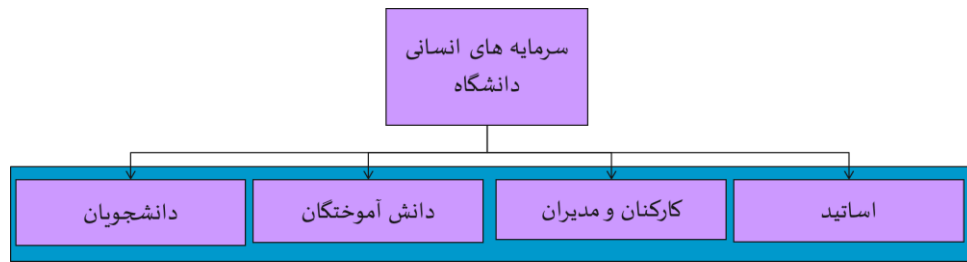 سرمایه های انسانی
دانشگاه
اساتید
کارکنان و مدیران
دانش آموختگان
دانشجویان